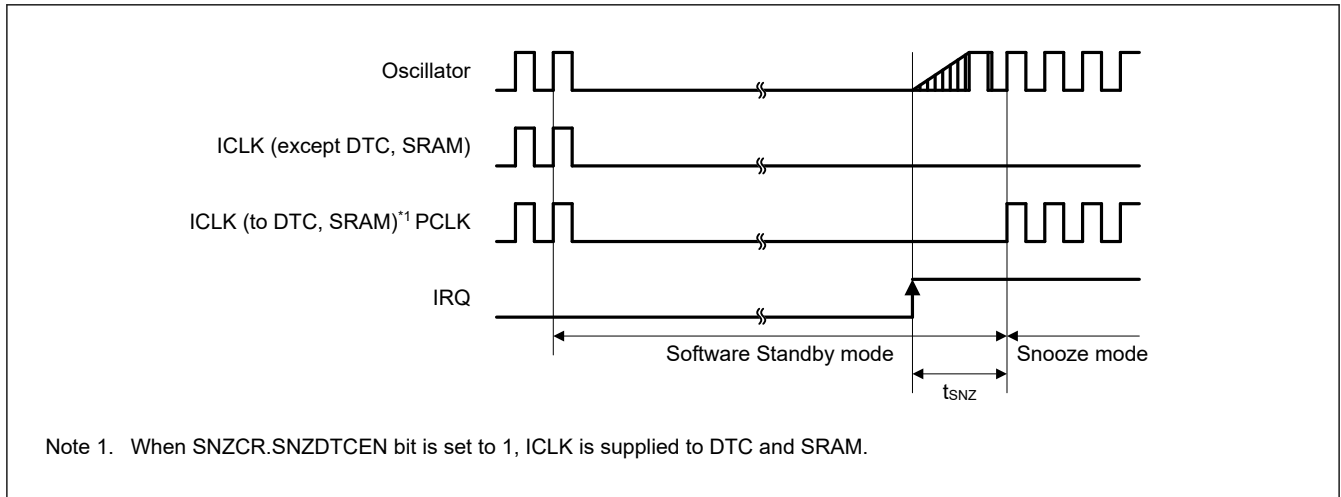 Oscillator
ICLK (except DTC, SRAM)
ICLK (to DTC, SRAM)*1 PCLK
IRQ
Software Standby mode
Snooze mode
tSNZ
Note 1. When SNZCR.SNZDTCEN bit is set to 1, ICLK is supplied to DTC and SRAM.